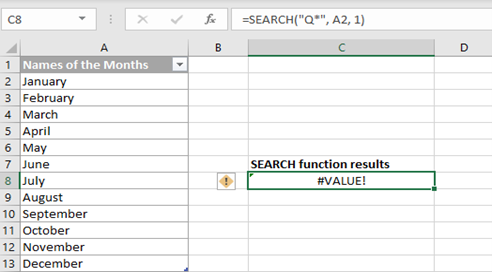 C8 fx =SEARCH("Q*", A2, 1)
A B C D
1 Names of the Months
2 January
3 February
4 March
5 April
6 May
7 June SEARCH function results
8 July #VALUE!
9 August
10 September
11 October
12 November
13 December